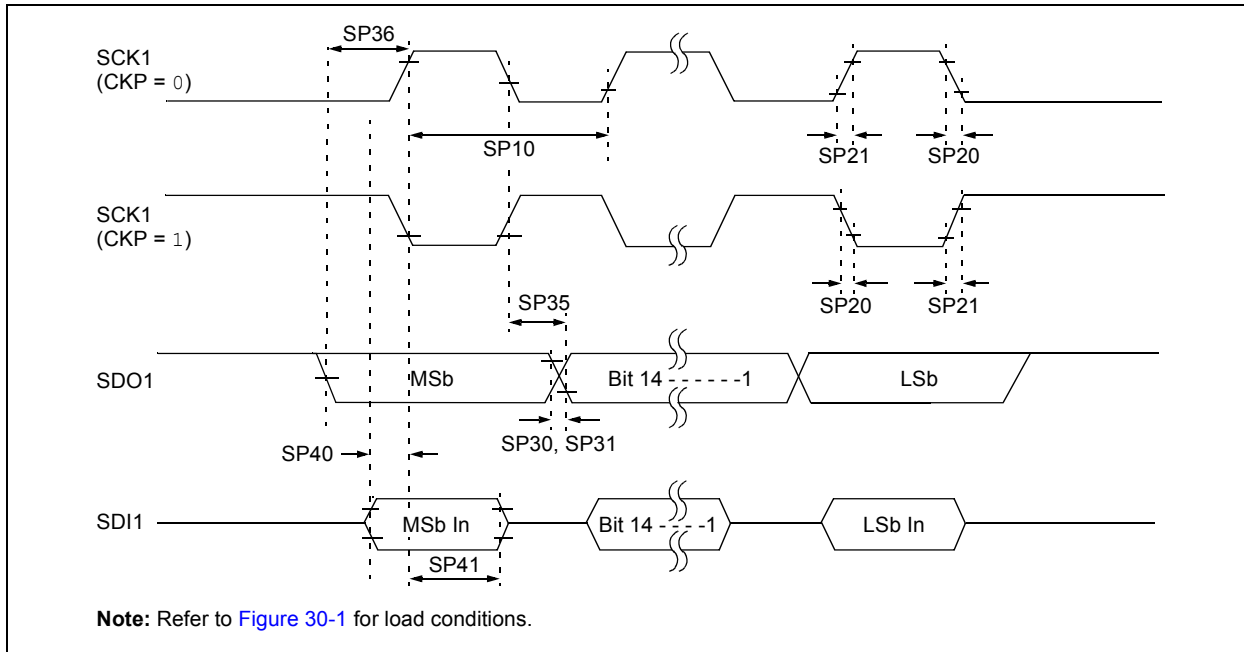 SP36
SCK1
(CKP = 0)
SP10
SP21
SP20
SCK1
(CKP = 1)
SP35
SP20
SP21
SDO1
MSb
Bit 14 - - - - - -1
LSb
SP30, SP31
SP40
SDI1
MSb In
Bit 14 - - - -1
LSb In
SP41
Note: Refer to Figure 30-1 for load conditions.